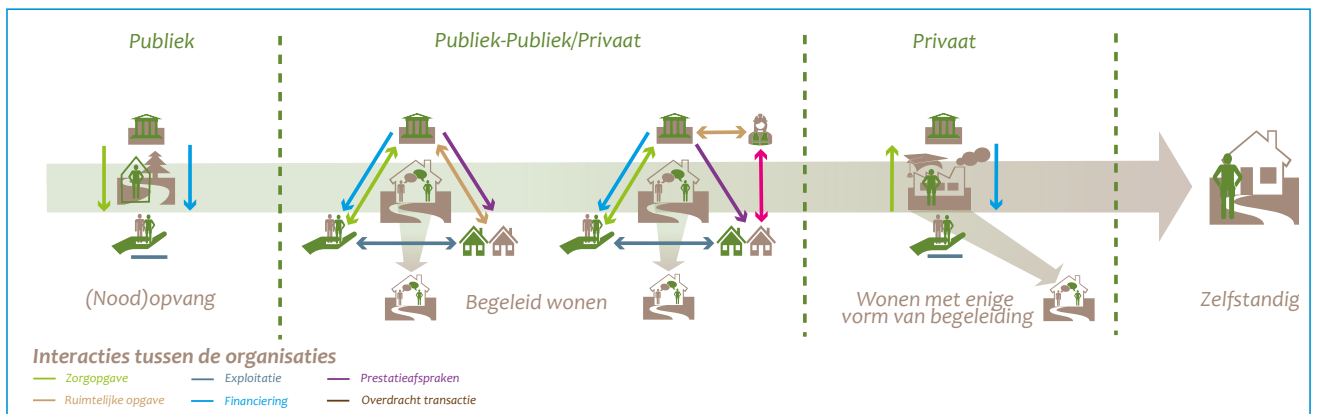 Publiek
Publiek-Publiek/Privaat
Privaat
(Nood)opvang
Begeleid wonen
Wonen met enige
vorm van begeleiding
Zelfstandig
Interacties tussen de organisaties
Zorgopgave
Exploitatie
Prestatieafspraken
Ruimtelijke opgave
Financiering
Overdracht transactie